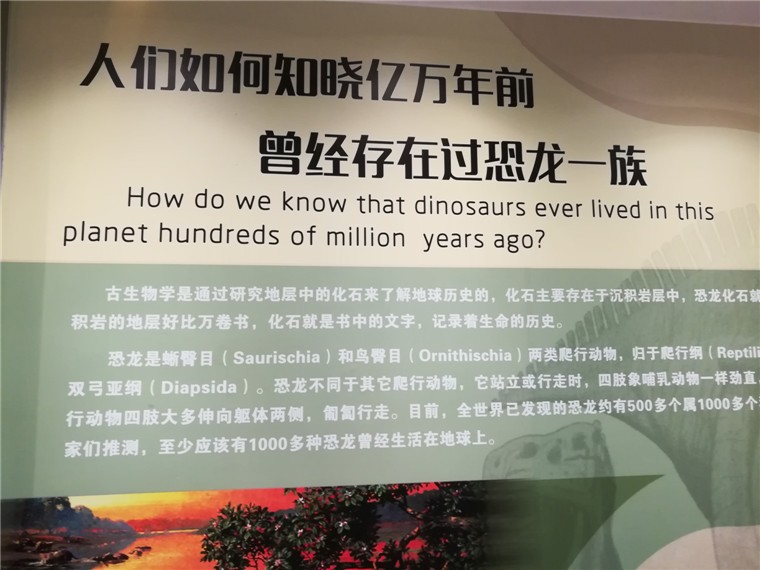 人们如何知晓亿万年前
曾经存在过恐龙一族
How do we know that dinosaurs ever lived in this
planet hundreds of million years ago?
古生物学是通过研究地层中的化石来了解地球历史的，化石主要存在于沉积岩层中，恐龙化石就
积岩的地层好比万卷书，化石就是书中的文字，记录着生命的历史。
恐龙是蜥臀目（Saurischia）和鸟臀目（Ornithischia）两类爬行动物，归于爬行纲（Reptili
双弓亚纲（Diapsida）。恐龙不同于其它爬行动物，它站立或行走时，四肢象哺乳动物一样劲直，
行动物四肢大多伸向躯体两侧，匍匐行走。目前，全世界已发现的恐龙约有500多个属1000多个
家们推测，至少应该有1000多种恐龙曾经生活在地球上。